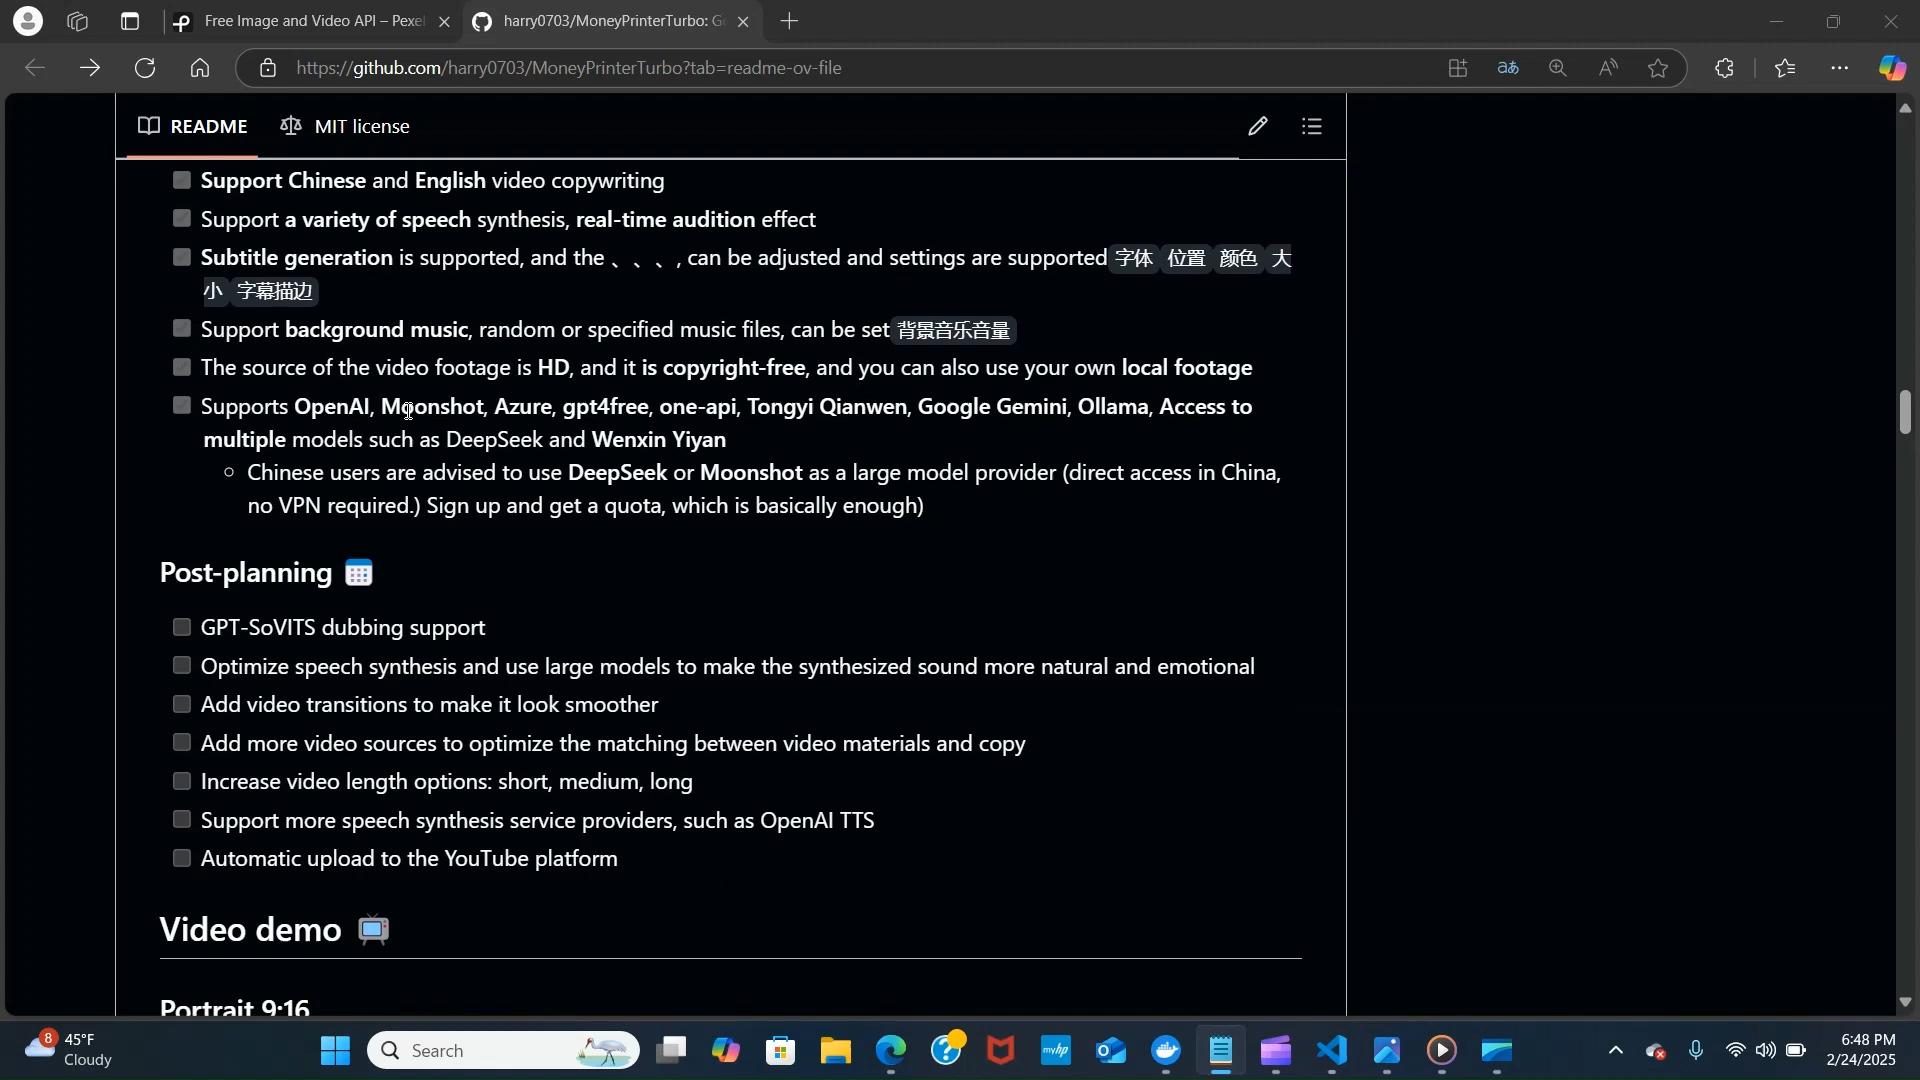 Free Image and Video API – Pexel
harry0703/MoneyPrinterTurbo: G
https://github.com/harry0703/MoneyPrinterTurbo?tab=readme-ov-file
README
MIT license
Support Chinese and English video copywriting
Support a variety of speech synthesis, real-time audition effect
Subtitle generation is supported, and the 、、、, can be adjusted and settings are supported 字体 位置 颜色 大
小 字幕描边
Support background music, random or specified music files, can be set 背景音乐音量
The source of the video footage is HD, and it is copyright-free, and you can also use your own local footage
Supports OpenAI, Moonshot, Azure, gpt4free, one-api, Tongyi Qianwen, Google Gemini, Ollama, Access to
multiple models such as DeepSeek and Wenxin Yiyan
Chinese users are advised to use DeepSeek or Moonshot as a large model provider (direct access in China,
no VPN required.) Sign up and get a quota, which is basically enough)
Post-planning
GPT-SoVITS dubbing support
Optimize speech synthesis and use large models to make the synthesized sound more natural and emotional
Add video transitions to make it look smoother
Add more video sources to optimize the matching between video materials and copy
Increase video length options: short, medium, long
Support more speech synthesis service providers, such as OpenAI TTS
Automatic upload to the YouTube platform
Video demo
Portrait 9:16
8
45°F
Cloudy
Search
myhp
6:48 PM
2/24/2025